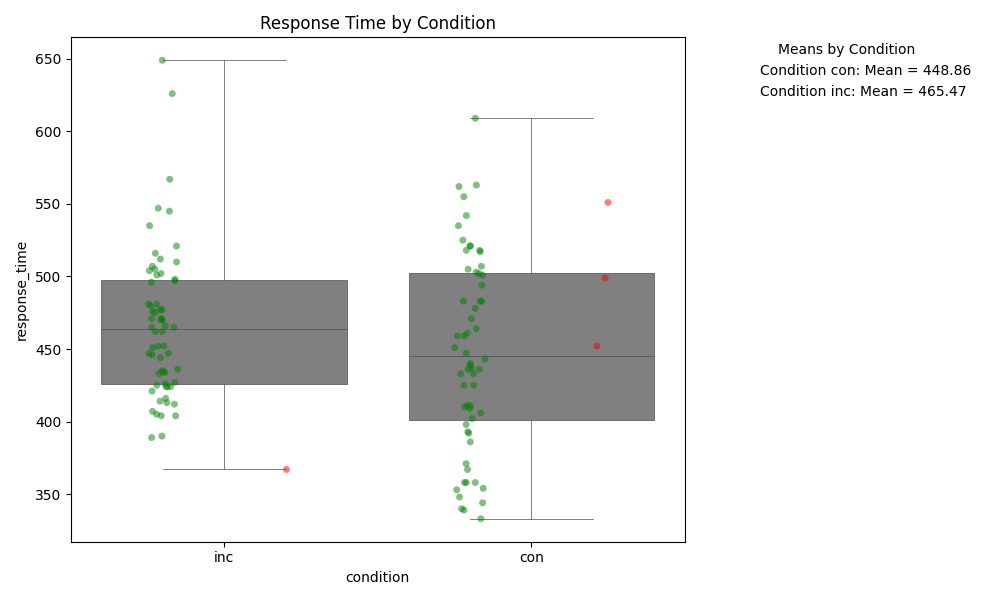 Response Time by Condition
Means by Condition
Condition con: Mean = 448.86
Condition inc: Mean = 465.47
650
600
550
500
450
400
350
response_time
inc
con
condition